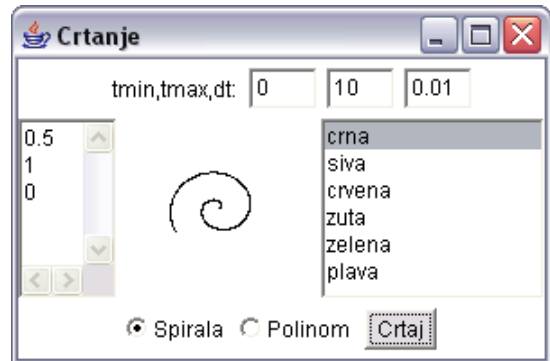 Crtanje
tmin,tmax,dt: 0 10 0.01
0.5
1
0
crna
siva
crvena
zuta
zelena
plava
Spirala Polinom Crtaj